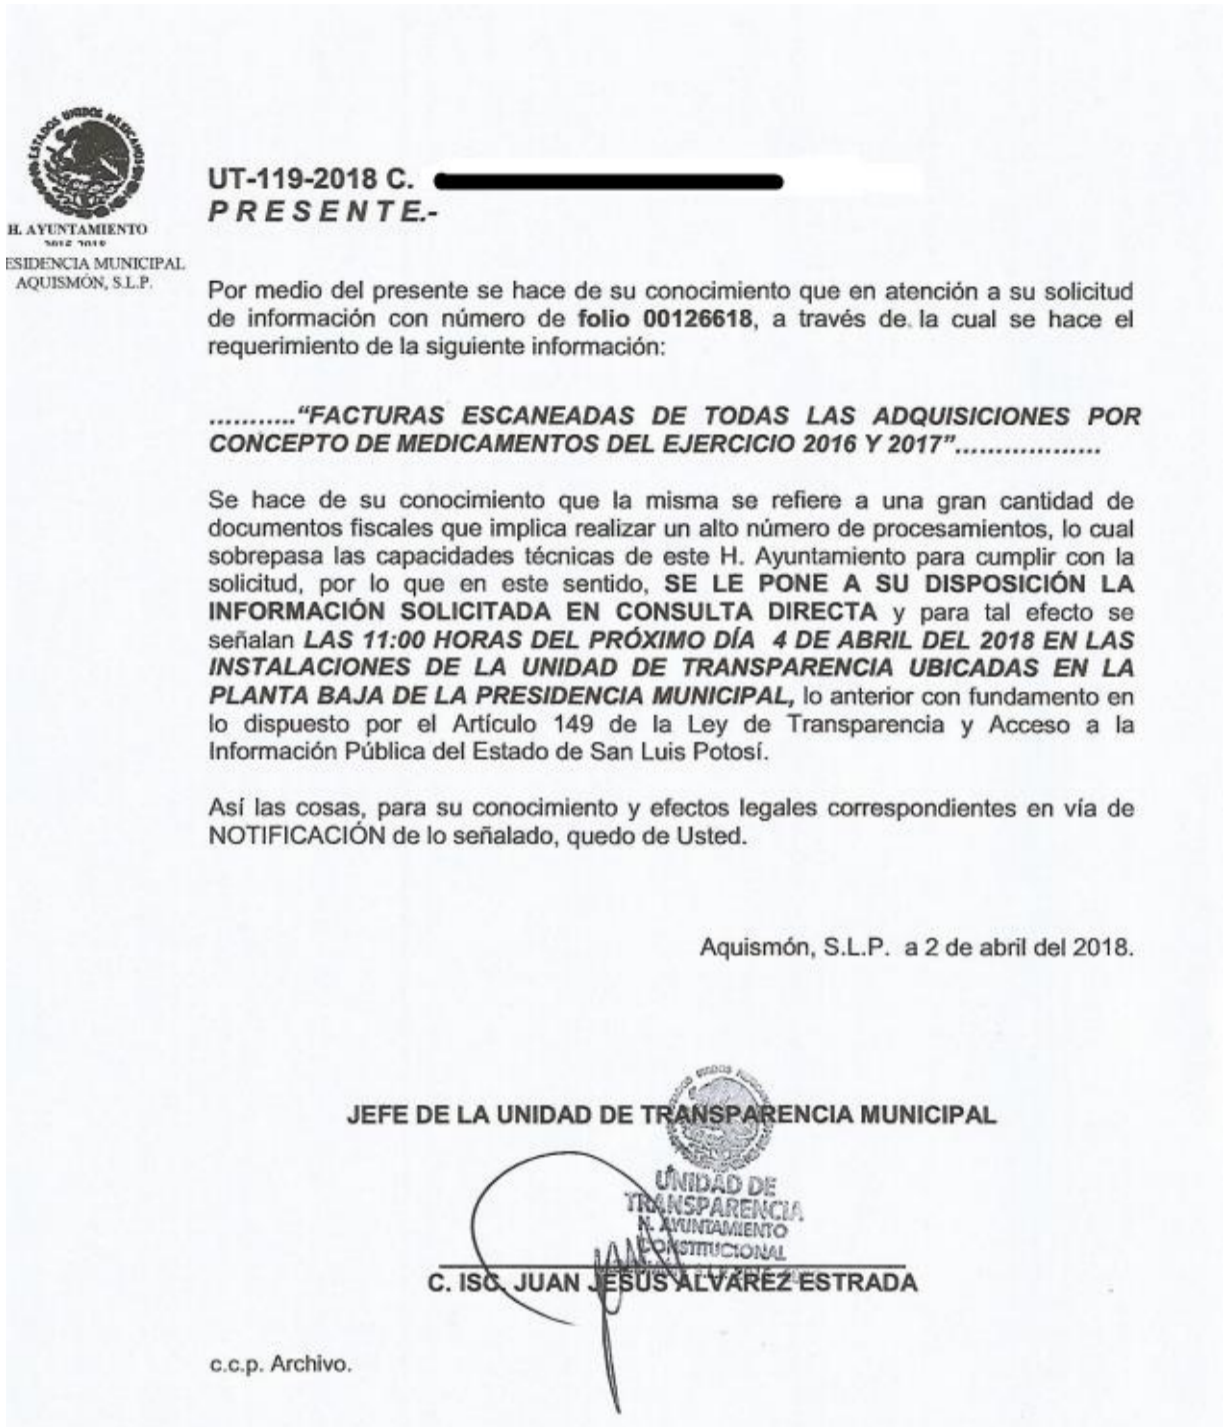 ESTADOS UNIDOS MEXICANOS
H. AYUNTAMIENTO
2015 2018
ESIDENCIA MUNICIPAL
AQUISMÓN, S.L.P.
UT-119-2018 C.
P R E S E N T E.-
Por medio del presente se hace de su conocimiento que en atención a su solicitud
de información con número de folio 00126618, a través de la cual se hace el
requerimiento de la siguiente información:
...........“FACTURAS ESCANEADAS DE TODAS LAS ADQUISICIONES POR
CONCEPTO DE MEDICAMENTOS DEL EJERCICIO 2016 Y 2017”..................
Se hace de su conocimiento que la misma se refiere a una gran cantidad de
documentos fiscales que implica realizar un alto número de procesamientos, lo cual
sobrepasa las capacidades técnicas de este H. Ayuntamiento para cumplir con la
solicitud, por lo que en este sentido, SE LE PONE A SU DISPOSICIÓN LA
INFORMACIÓN SOLICITADA EN CONSULTA DIRECTA y para tal efecto se
señalan LAS 11:00 HORAS DEL PRÓXIMO DÍA 4 DE ABRIL DEL 2018 EN LAS
INSTALACIONES DE LA UNIDAD DE TRANSPARENCIA UBICADAS EN LA
PLANTA BAJA DE LA PRESIDENCIA MUNICIPAL, lo anterior con fundamento en
lo dispuesto por el Artículo 149 de la Ley de Transparencia y Acceso a la
Información Pública del Estado de San Luis Potosí.
Así las cosas, para su conocimiento y efectos legales correspondientes en vía de
NOTIFICACIÓN de lo señalado, quedo de Usted.
Aquismón, S.L.P. a 2 de abril del 2018.
JEFE DE LA UNIDAD DE TRANSPARENCIA MUNICIPAL
UNIDAD DE
TRANSPARENCIA
H. AYUNTAMIENTO
CONSTITUCIONAL
C. ISC. JUAN JESÚS ÁLVAREZ ESTRADA
c.c.p. Archivo.